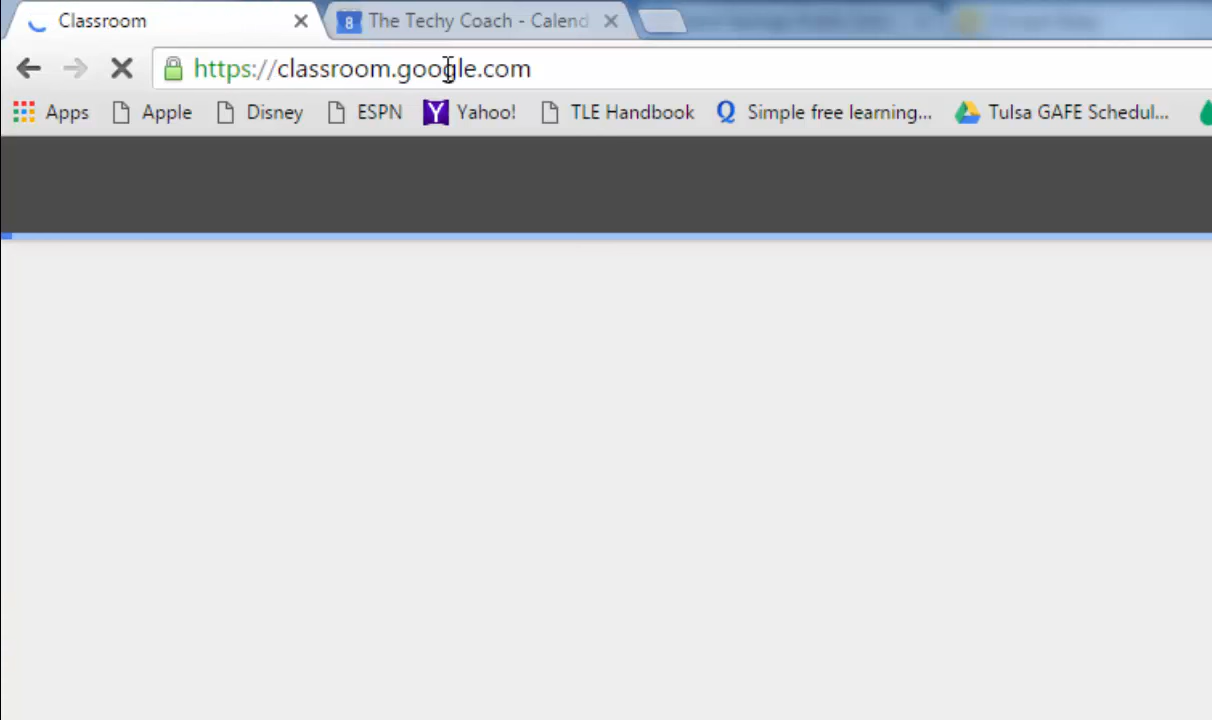 Classroom
8 The Techy Coach - Calend
https://classroom.google.com
Apps Apple Disney ESPN Y Yahoo! TLE Handbook Q Simple free learning... Tulsa GAFE Schedul...